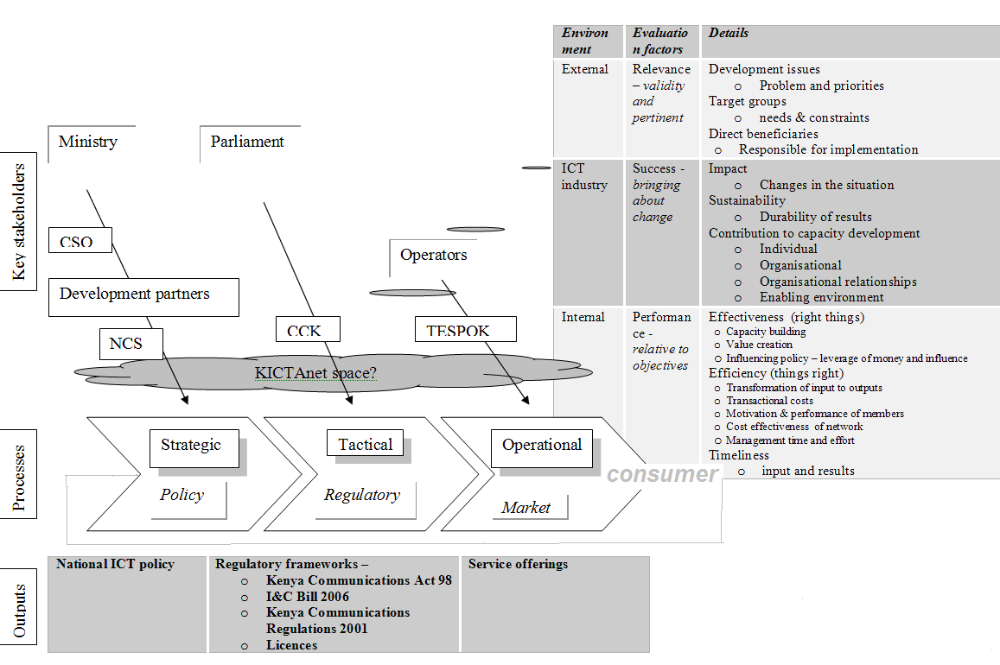 Environ
ment
Evaluatio
n factors
Details
External
Relevance
– validity
and
pertinent
Development issues
o Problem and priorities
Target groups
o needs & constraints
Direct beneficiaries
o Responsible for implementation
ICT
industry
Success -
bringing
about
change
Impact
o Changes in the situation
Sustainability
o Durability of results
Contribution to capacity development
o Individual
o Organisational
o Organisational relationships
o Enabling environment
Internal
Performan
ce -
relative to
objectives
Effectiveness (right things)
o Capacity building
o Value creation
o Influencing policy – leverage of money and influence
Efficiency (things right)
o Transformation of input to outputs
o Transactional costs
o Motivation & performance of members
o Cost effectiveness of network
o Management time and effort
Timeliness
o input and results
Key stakeholders
Ministry
Parliament
CSO
Operators
Development partners
NCS
CCK
TESPOK
KICTAnet space?
Processes
Strategic
Tactical
Operational
consumer
Policy
Regulatory
Market
Outputs
National ICT policy
Regulatory frameworks –
o Kenya Communications Act 98
o I&C Bill 2006
o Kenya Communications
Regulations 2001
o Licences
Service offerings